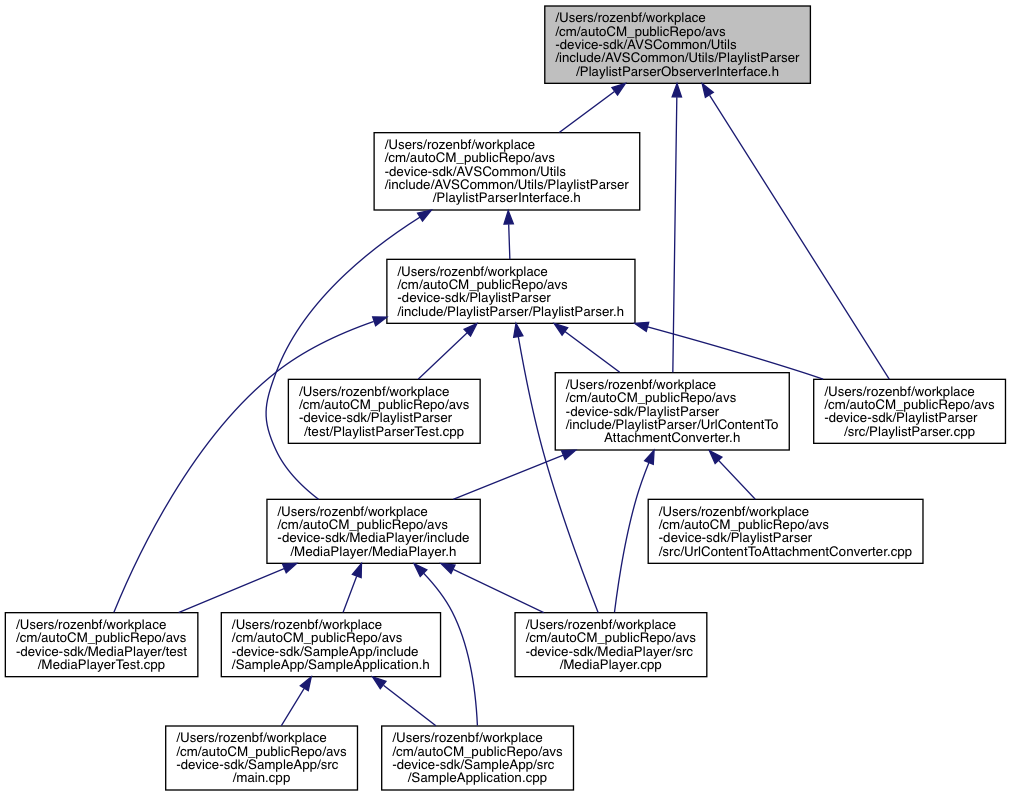 /Users/rozenbf/workplace
/cm/autoCM_publicRepo/avs
-device-sdk/AVSCommon/Utils
/include/AVSCommon/Utils/PlaylistParser
/PlaylistParserObserverInterface.h
/Users/rozenbf/workplace
/cm/autoCM_publicRepo/avs
-device-sdk/AVSCommon/Utils
/include/AVSCommon/Utils/PlaylistParser
/PlaylistParserInterface.h
/Users/rozenbf/workplace
/cm/autoCM_publicRepo/avs
-device-sdk/PlaylistParser
/include/PlaylistParser/PlaylistParser.h
/Users/rozenbf/workplace
/cm/autoCM_publicRepo/avs
-device-sdk/PlaylistParser
/test/PlaylistParserTest.cpp
/Users/rozenbf/workplace
/cm/autoCM_publicRepo/avs
-device-sdk/PlaylistParser
/include/PlaylistParser/UrlContentTo
AttachmentConverter.h
/Users/rozenbf/workplace
/cm/autoCM_publicRepo/avs
-device-sdk/PlaylistParser
/src/PlaylistParser.cpp
/Users/rozenbf/workplace
/cm/autoCM_publicRepo/avs
-device-sdk/MediaPlayer/include
/MediaPlayer/MediaPlayer.h
/Users/rozenbf/workplace
/cm/autoCM_publicRepo/avs
-device-sdk/PlaylistParser
/src/UrlContentToAttachmentConverter.cpp
/Users/rozenbf/workplace
/cm/autoCM_publicRepo/avs
-device-sdk/MediaPlayer/test
/MediaPlayerTest.cpp
/Users/rozenbf/workplace
/cm/autoCM_publicRepo/avs
-device-sdk/SampleApp/include
/SampleApp/SampleApplication.h
/Users/rozenbf/workplace
/cm/autoCM_publicRepo/avs
-device-sdk/MediaPlayer/src
/MediaPlayer.cpp
/Users/rozenbf/workplace
/cm/autoCM_publicRepo/avs
-device-sdk/SampleApp/src
/main.cpp
/Users/rozenbf/workplace
/cm/autoCM_publicRepo/avs
-device-sdk/SampleApp/src
/SampleApplication.cpp